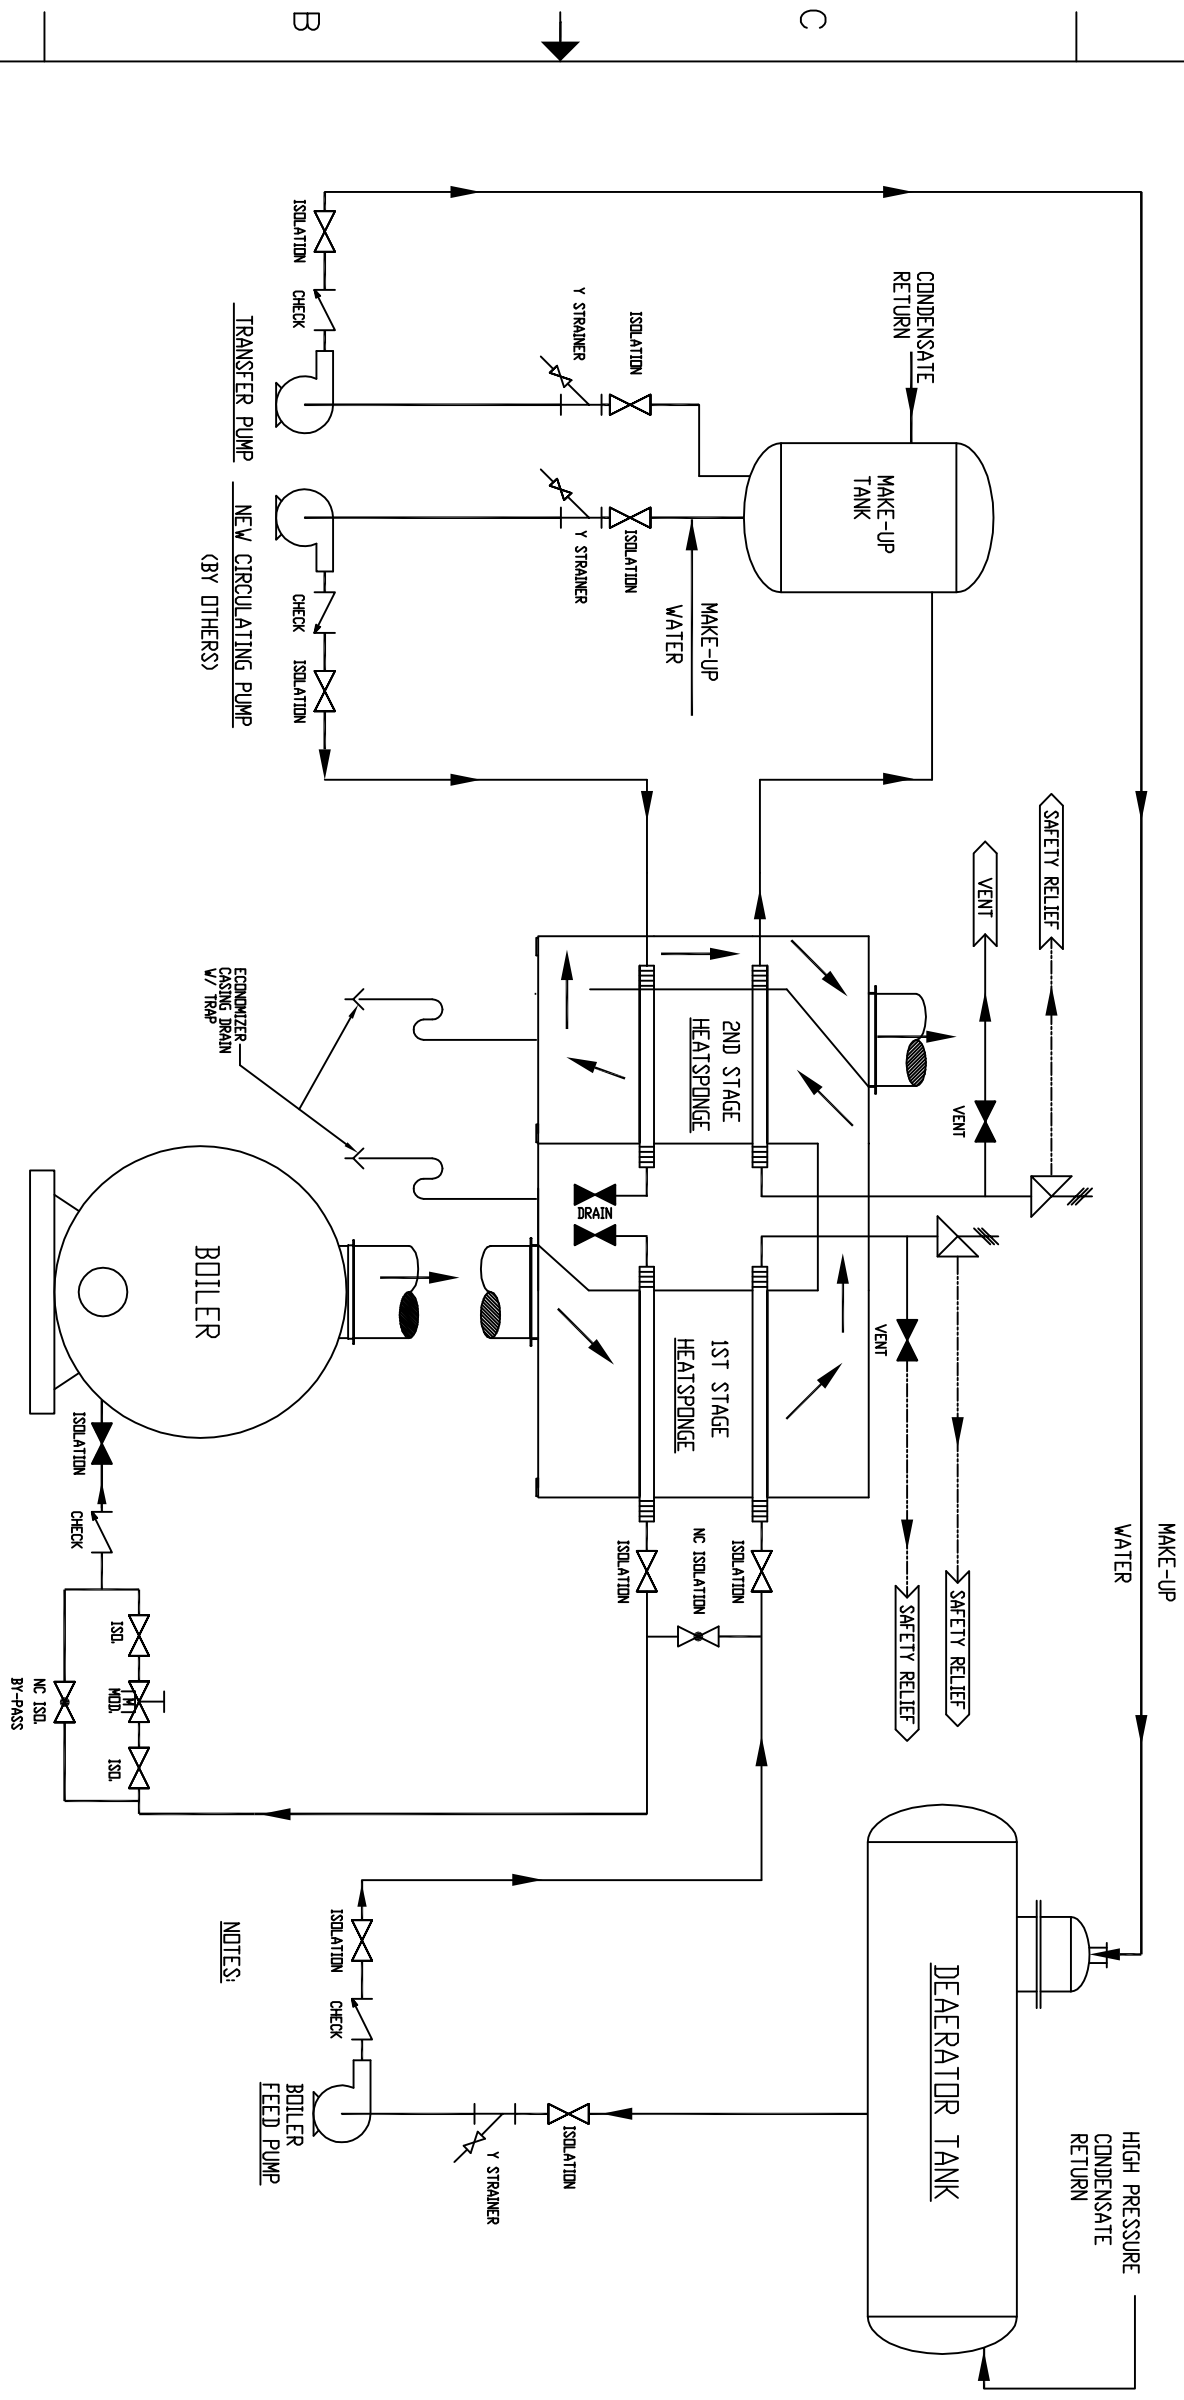 C
B
MAKE-UP
WATER
HIGH PRESSURE
CONDENSATE
RETURN
SAFETY RELIEF
VENT
VENT
CONDENSATE
RETURN
MAKE-UP
TANK
SAFETY RELIEF
SAFETY RELIEF
VENT
DEAERATOR TANK
MAKE-UP
WATER
2ND STAGE
HEATSPONGE
1ST STAGE
HEATSPONGE
ISOLATION
NC ISOLATION
ISOLATION
ISOLATION
Y STRAINER
ISOLATION
Y STRAINER
DRAIN
ISOLATION
Y STRAINER
ISOLATION
CHECK
TRANSFER PUMP
CHECK
ISOLATION
NEW CIRCULATING PUMP
(BY OTHERS)
ECONOMIZER
CASING DRAIN
W/ TRAP
ISOLATION
CHECK
BOILER
FEED PUMP
NOTES:
BOILER
ISOLATION
CHECK
ISO.
MOD.
M
ISO.
NC ISO.
BY-PASS